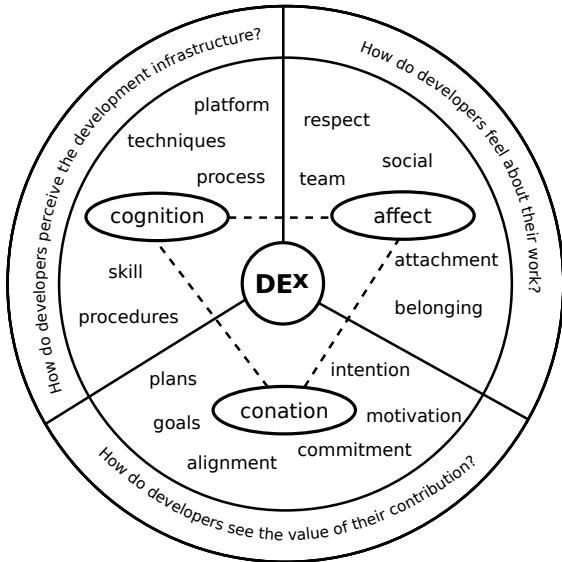 How do developers perceive the development infrastructure?
platform
techniques
process
cognition
skill
procedures
How do developers feel about their work?
respect
social
team
affect
attachment
belonging
DEx
plans
goals
alignment
conation
intention
motivation
commitment
How do developers see the value of their contribution?